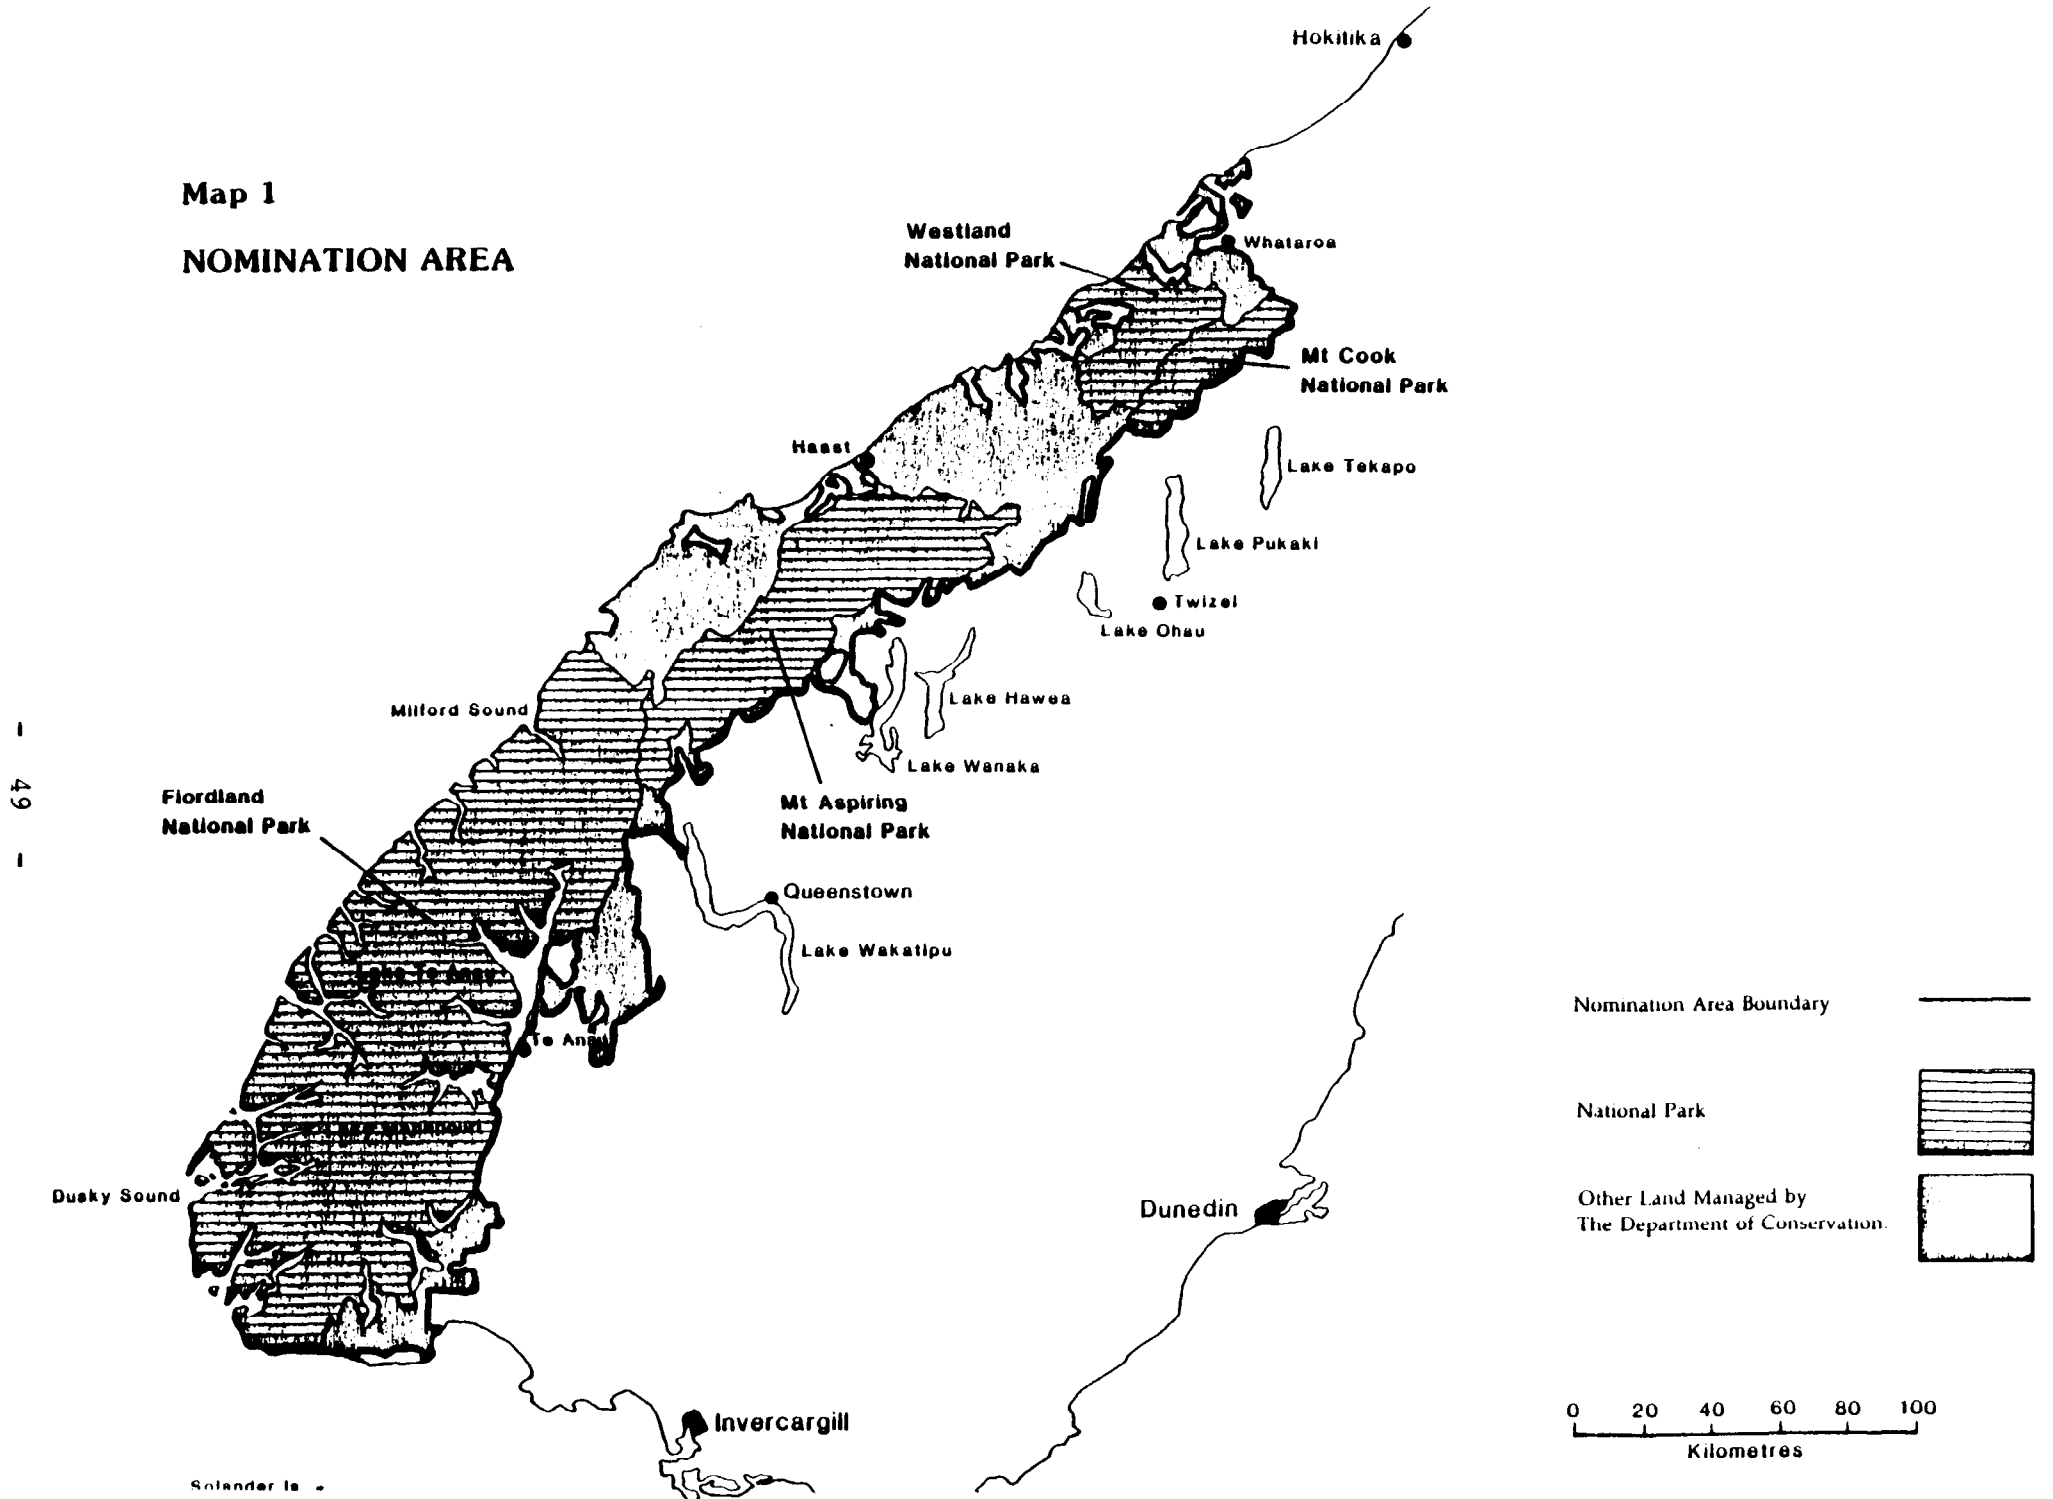 Hokitika
Map 1
NOMINATION AREA
Westland
National Park
Whataroa
Mt Cook
National Park
Haast
Lake Tekapo
Lake Pukaki
Twizel
Lake Ohau
Lake Hawea
Milford Sound
Lake Wanaka
Fiordland
National Park
Mt Aspiring
National Park
- 49 -
Queenstown
Lake Wakatipu
Lake Te Anau
Te Anau
Nomination Area Boundary
National Park
Dusky Sound
Dunedin
Other Land Managed by
The Department of Conservation.
0 20 40 60 80 100
Kilometres
Invercargill
Solander Is